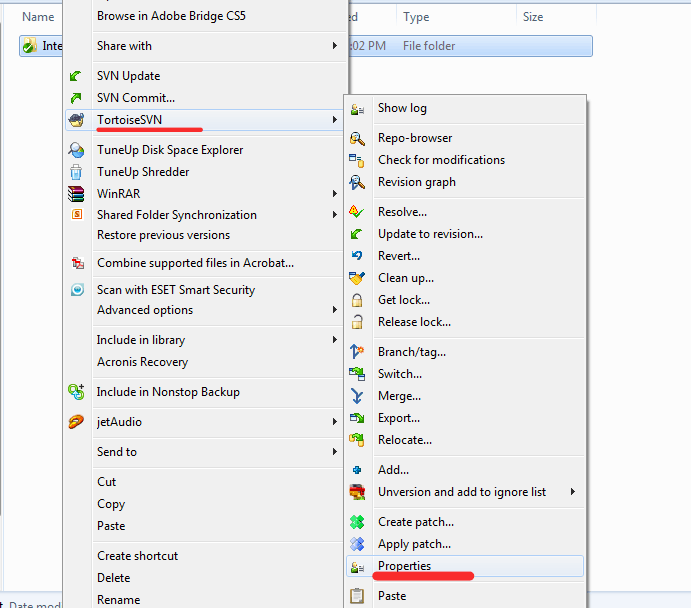 Name
Type
Size
Inte
:02 PM
File folder
Browse in Adobe Bridge CS5
Share with
SVN Update
SVN Commit...
TortoiseSVN
TuneUp Disk Space Explorer
TuneUp Shredder
WinRAR
Shared Folder Synchronization
Restore previous versions
Combine supported files in Acrobat...
Scan with ESET Smart Security
Advanced options
Include in library
Acronis Recovery
Include in Nonstop Backup
jetAudio
Send to
Cut
Copy
Paste
Create shortcut
Delete
Rename
Show log
Repo-browser
Check for modifications
Revision graph
Resolve...
Update to revision...
Revert...
Clean up...
Get lock...
Release lock...
Branch/tag...
Switch...
Merge...
Export...
Relocate...
Add...
Unversion and add to ignore list
Create patch...
Apply patch...
Properties
Paste
Date mod